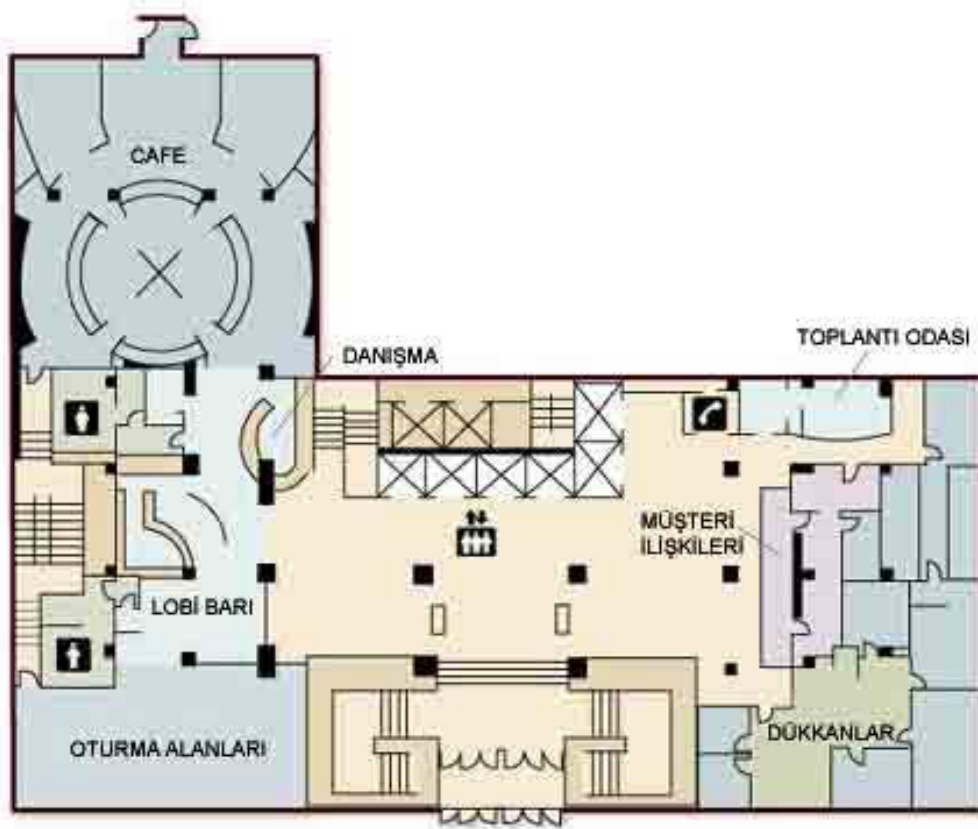 CAFE
DANIŞMA
TOPLANTI ODASI
MÜŞTERİ
İLİŞKİLERİ
LOBİ BARI
OTURMA ALANLARI
DÜKKANLAR